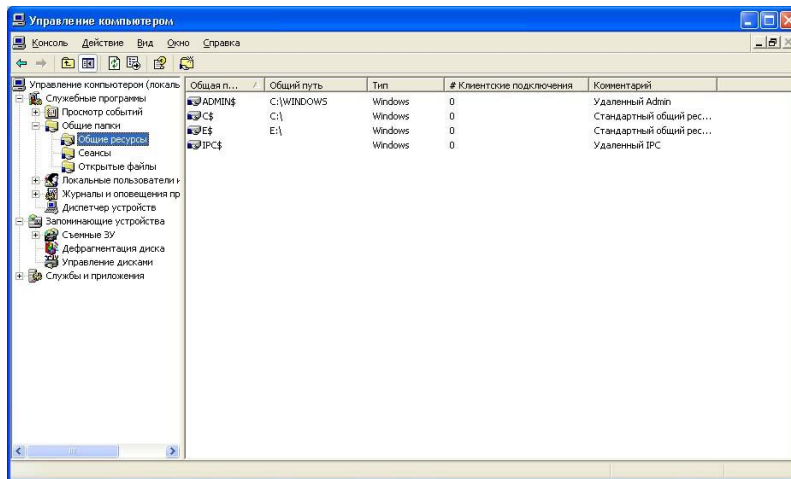 Управление компьютером
Консоль Действие Вид Окно Справка
Управление компьютером (локаль
Служебные программы
Просмотр событий
Общие папки
Общие ресурсы
Сеансы
Открытые файлы
Локальные пользователи и
Журналы и оповещения пр
Диспетчер устройств
Запоминающие устройства
Съемные ЗУ
Дефрагментация диска
Управление дисками
Службы и приложения
Общая п... Общий путь Тип # Клиентские подключения Комментарий
ADMIN$ C:\WINDOWS Windows 0 Удаленный Admin
C$ C:\ Windows 0 Стандартный общий рес...
E$ E:\ Windows 0 Стандартный общий рес...
IPC$ Windows 0 Удаленный IPC